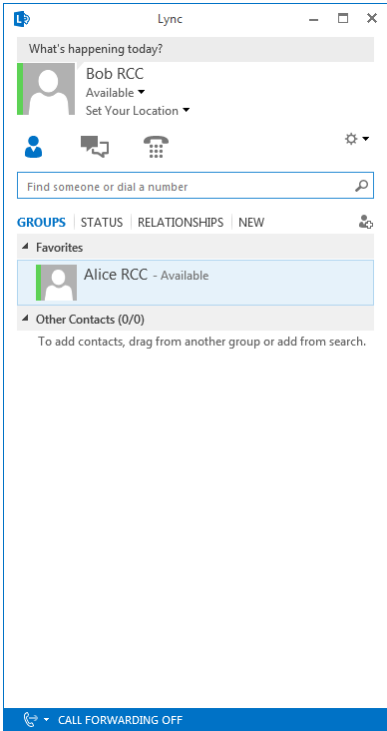 Lync
What's happening today?
Bob RCC
Available
Set Your Location
Find someone or dial a number
GROUPS STATUS RELATIONSHIPS NEW
Favorites
Alice RCC - Available
Other Contacts (0/0)
To add contacts, drag from another group or add from search.
CALL FORWARDING OFF